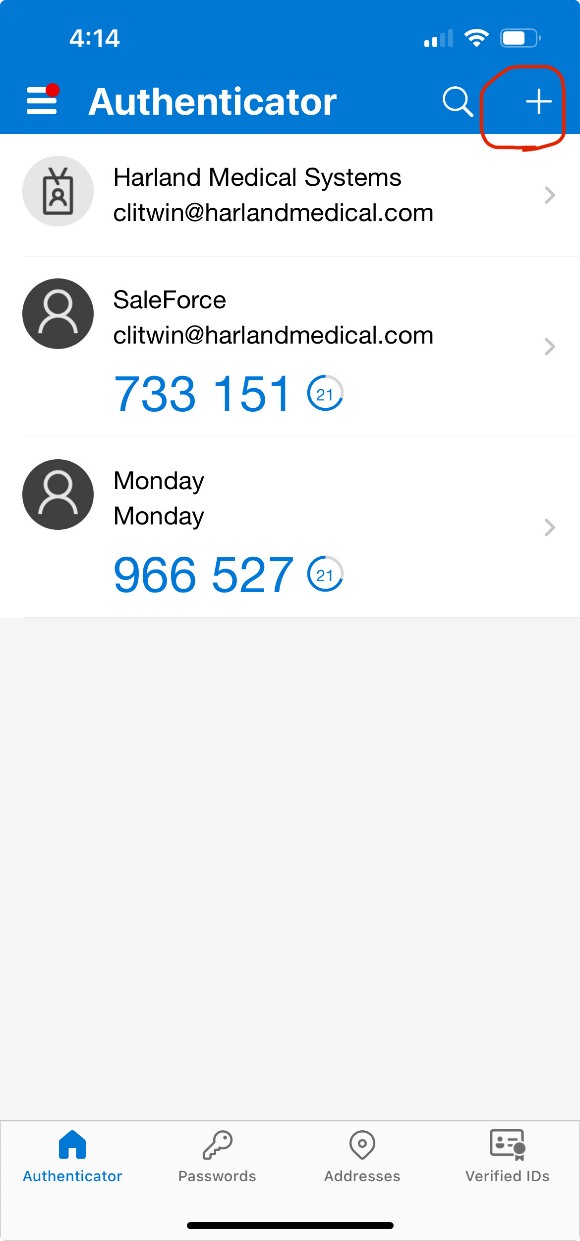 4:14
Authenticator
Harland Medical Systems
clitwin@harlandmedical.com
SaleForce
clitwin@harlandmedical.com
733 151 21
Monday
Monday
966 527 21
Authenticator Passwords Addresses Verified IDs